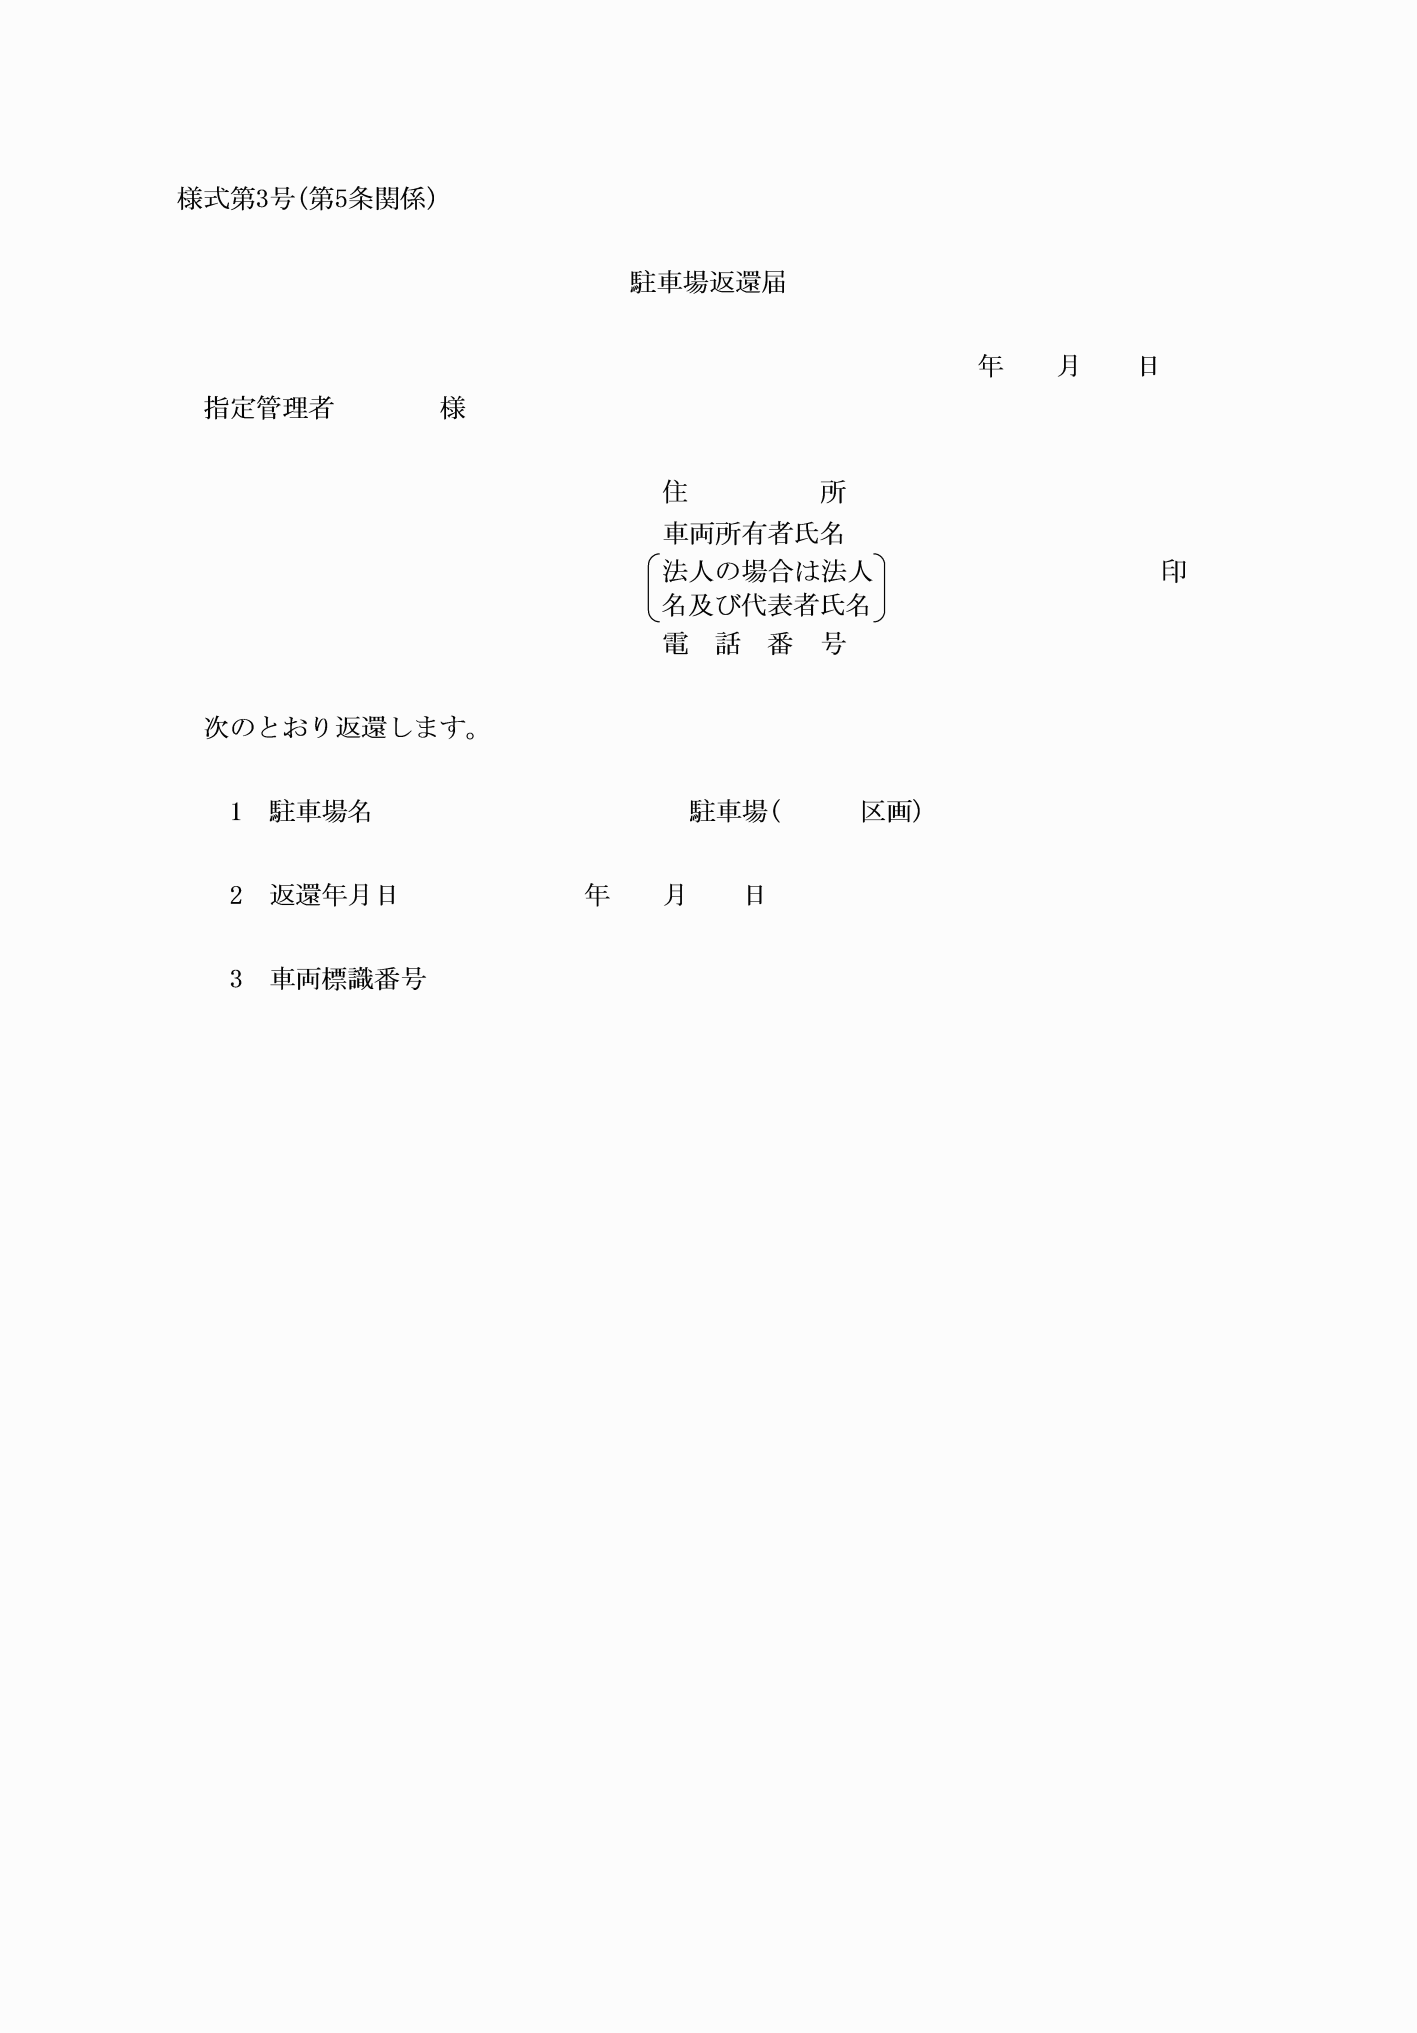 様式第3号(第5条関係)
駐車場返還届
年　　月　　日
指定管理者　　　　様
住　　　　　所
車両所有者氏名
法人の場合は法人　　　　　　　　　　　印
名及び代表者氏名
電　話　番　号
次のとおり返還します。
1　駐車場名　　　　　　　　　　　　駐車場(　　　区画)
2　返還年月日　　　　　　　年　　月　　日
3　車両標識番号